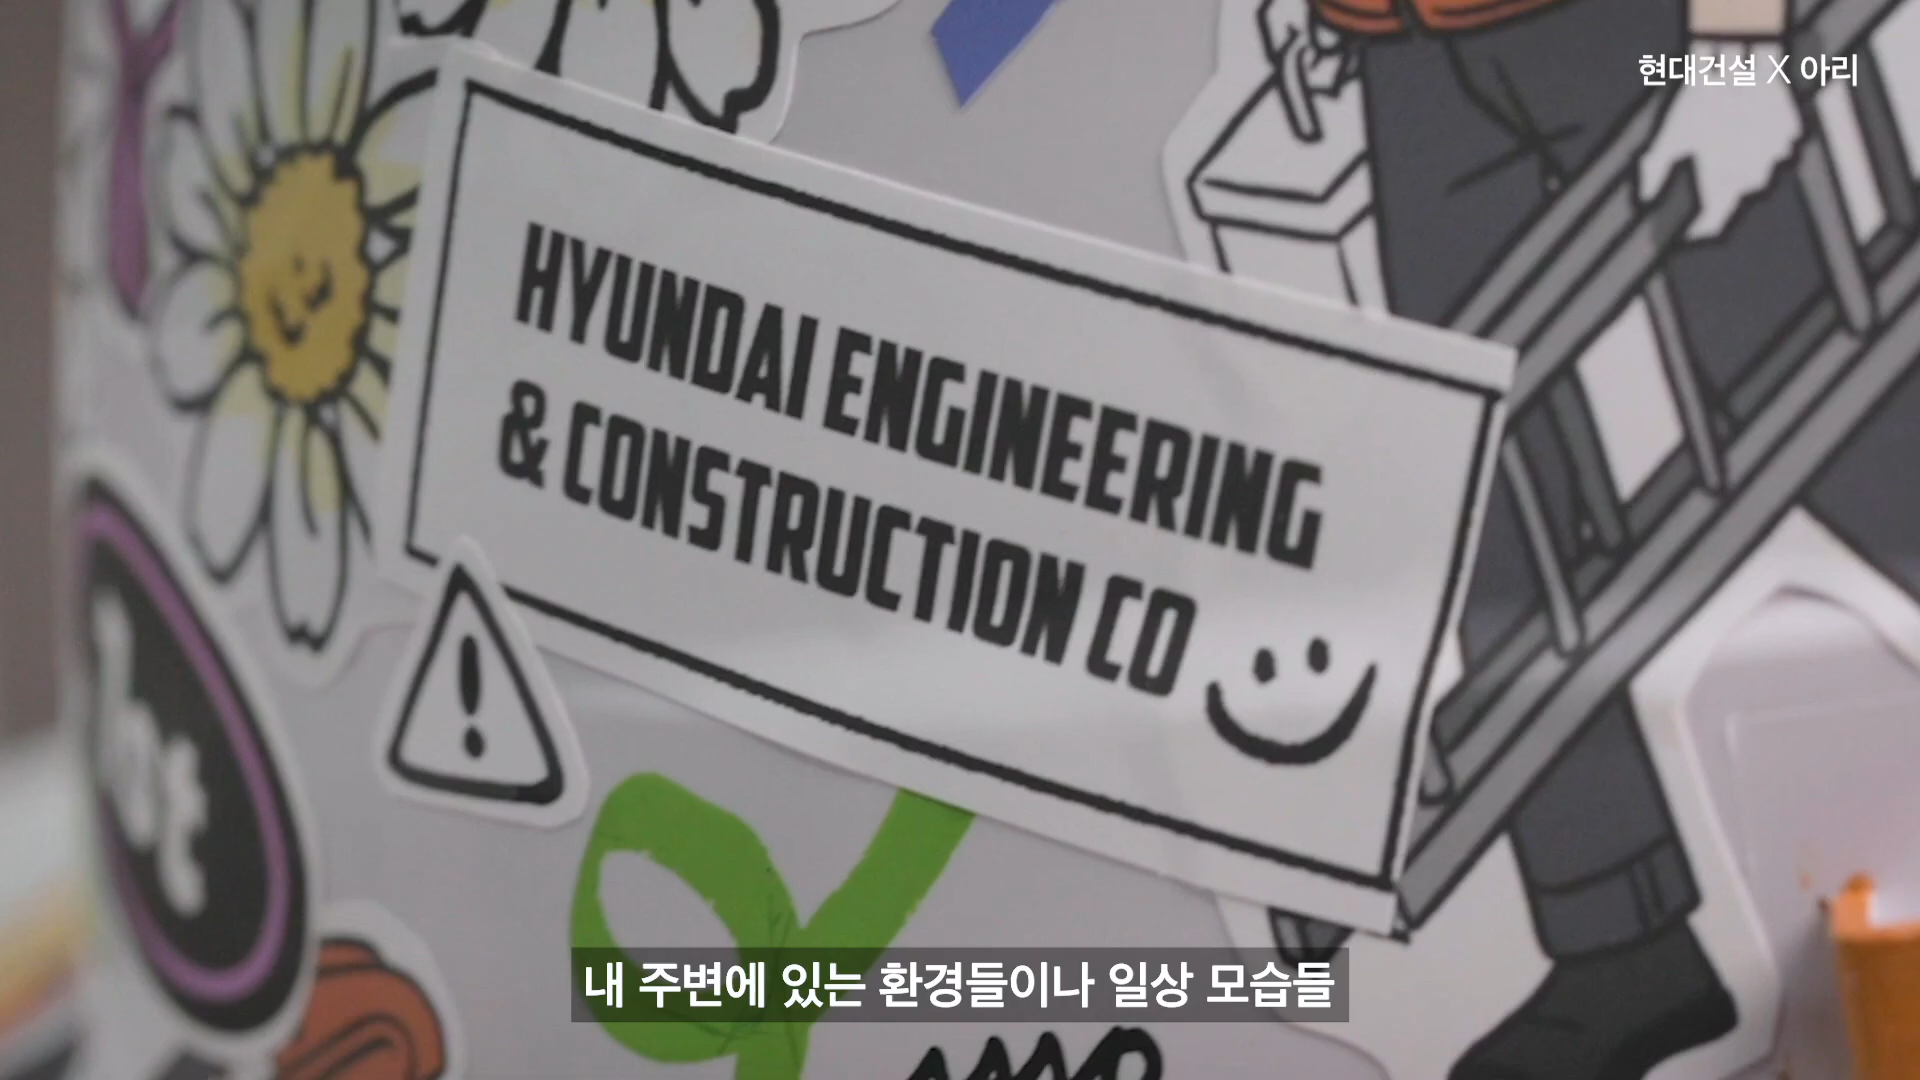 현대건설 X 아리
HYUNDAI ENGINEERING
& CONSTRUCTION CO
!
내 주변에 있는 환경들이나 일상 모습들